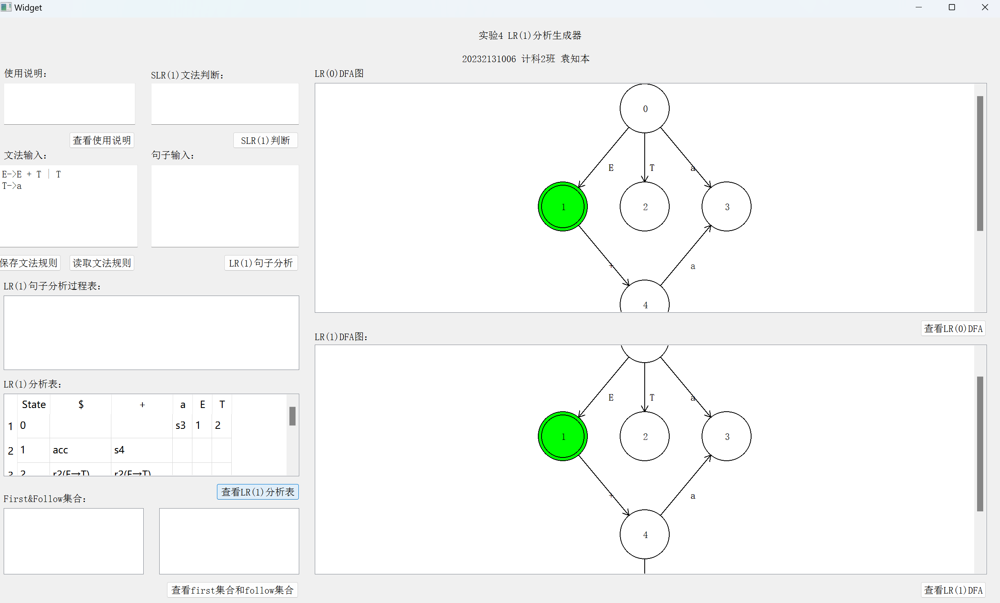 Widget
实验4 LR(1)分析生成器
20232131006 计科2班 袁知本
使用说明：
SLR(1)文法判断：
LR(0)DFA图
查看使用说明
SLR(1)判断
文法输入：
句子输入：
E->E + T | T
T->a
保存文法规则
读取文法规则
LR(1)句子分析
LR(1)句子分析过程表：
LR(1)分析表：
State $ + a E T
1 0 s3 1 2
2 1 acc s4
3 2 r2(E→T) r2(E→T)
查看LR(1)分析表
First&Follow集合：
查看first集合和follow集合
0
E T a
1 2 3
+ a
4
查看LR(0)DFA
LR(1)DFA图：
E T a
1 2 3
+ a
4
查看LR(1)DFA